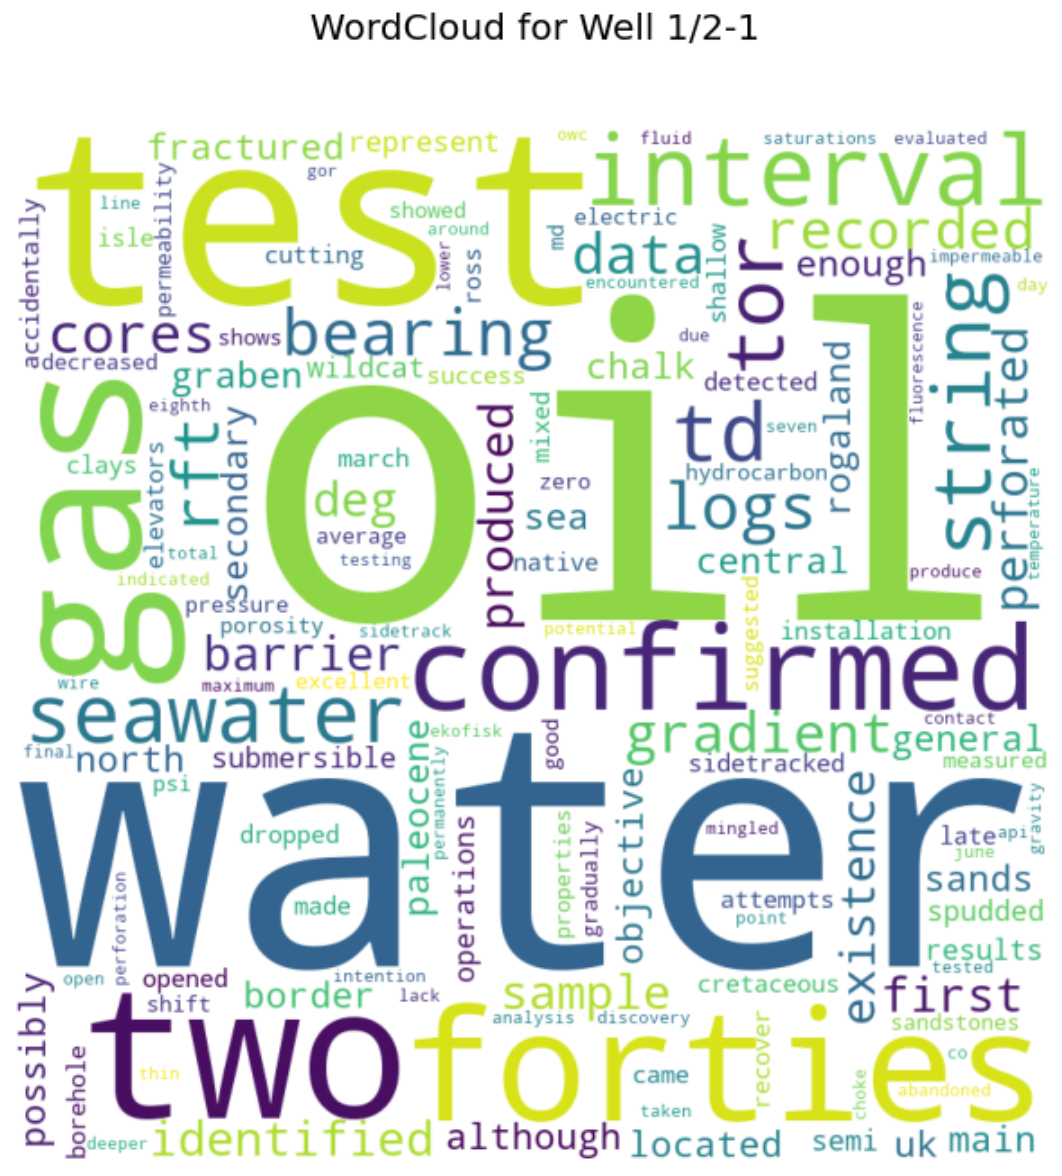 WordCloud for Well 1/2-1
test
fractured
represent
owc
interval
fluid
saturations
evaluated
gor
accidentally
line
permeability
isle
showed
around
cutting
lower
ross
md
electric
data
encountered
shallow
tor
recorded
enough
impermeable
day
cores
shows
bearing
decreased
graben
wildcat
success
oil
due
chalk
detected
string
fluorescence
perforated
gas
eighth
clays
rft
elevators
secondary
total
indicated
march
deg
average
testing
produced
mixed
zero
sea
native
td
seven
hydrocarbon
logs
rogaland
central
produce
temperature
pressure
porosity
sidetrack
potential
suggested
installation
barrier
wire
maximum
excellent
confirmed
seawater
final
north
submersible
psi
paleocene
ekofisk
permanently
good
gradient
general
contact
sidetracked
measured
water
dropped
made
operations
properties
gradually
objective
mingled
attempts
point
existence
late
api
gravity
june
sands
spudded
results
tested
open
perforation
opened
intention
shift
border
lack
sample
cretaceous
first
possibly
two
forties
analysis
discovery
sandstones
borehole
thin
recover
came
co
abandoned
choke
taken
deeper
identified
although
located
semi
uk
main